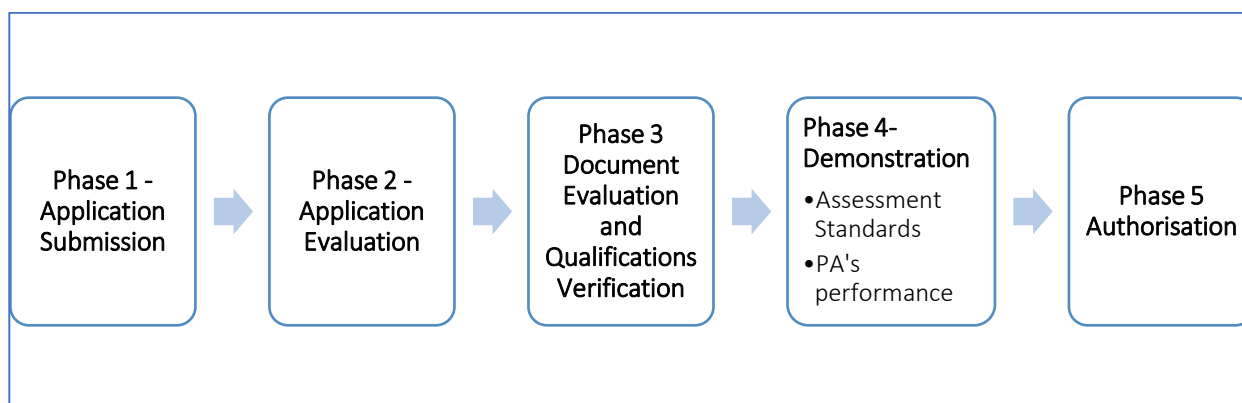 Phase 1 -
Application
Submission
Phase 2 -
Application
Evaluation
Phase 3
Document
Evaluation
and
Qualifications
Verification
Phase 4-
Demonstration
•Assessment
Standards
•PA's
performance
Phase 5
Authorisation